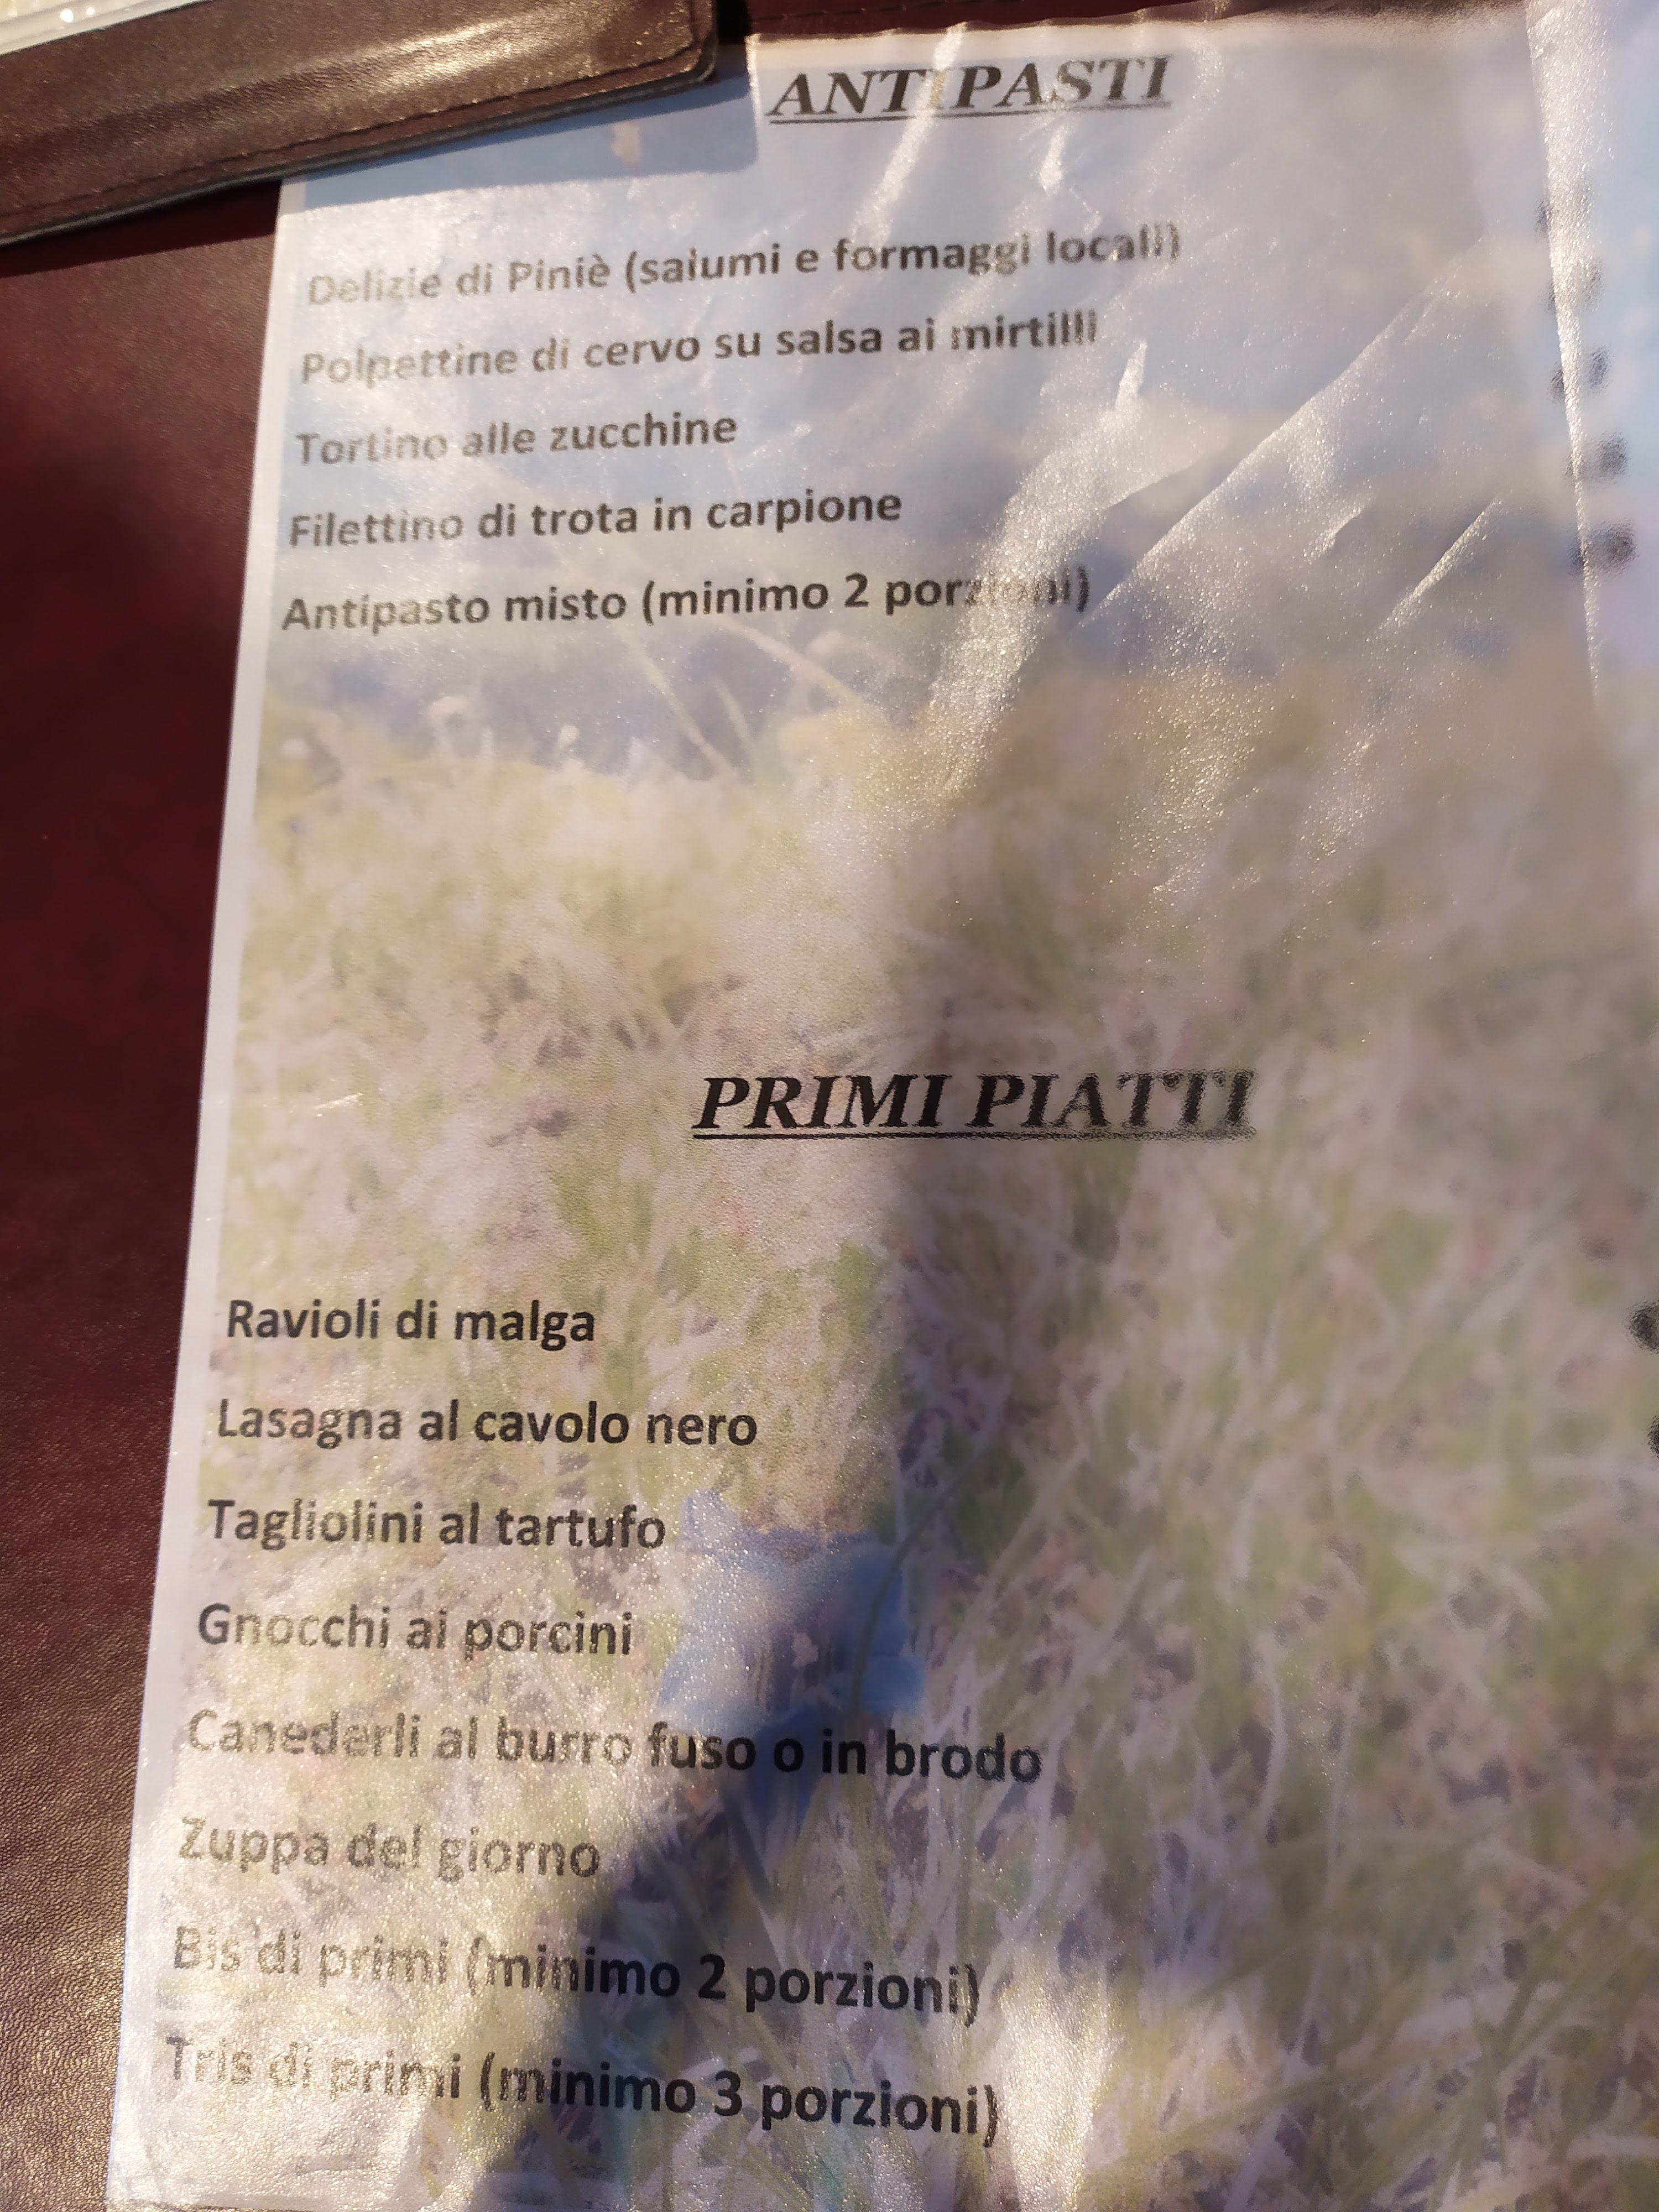 ANTIPASTI
Delizie di Piniè (salumi e formaggi locali)
Polpettine di cervo su salsa ai mirtilli
Tortino alle zucchine
Filettino di trota in carpione
Antipasto misto (minimo 2 porzioni)
PRIMI PIATTI
Ravioli di malga
Lasagna al cavolo nero
Tagliolini al tartufo
Gnocchi ai porcini
Canederli al burro fuso o in brodo
Zuppa del giorno
Bis di primi (minimo 2 porzioni)
Tris di primi (minimo 3 porzioni)